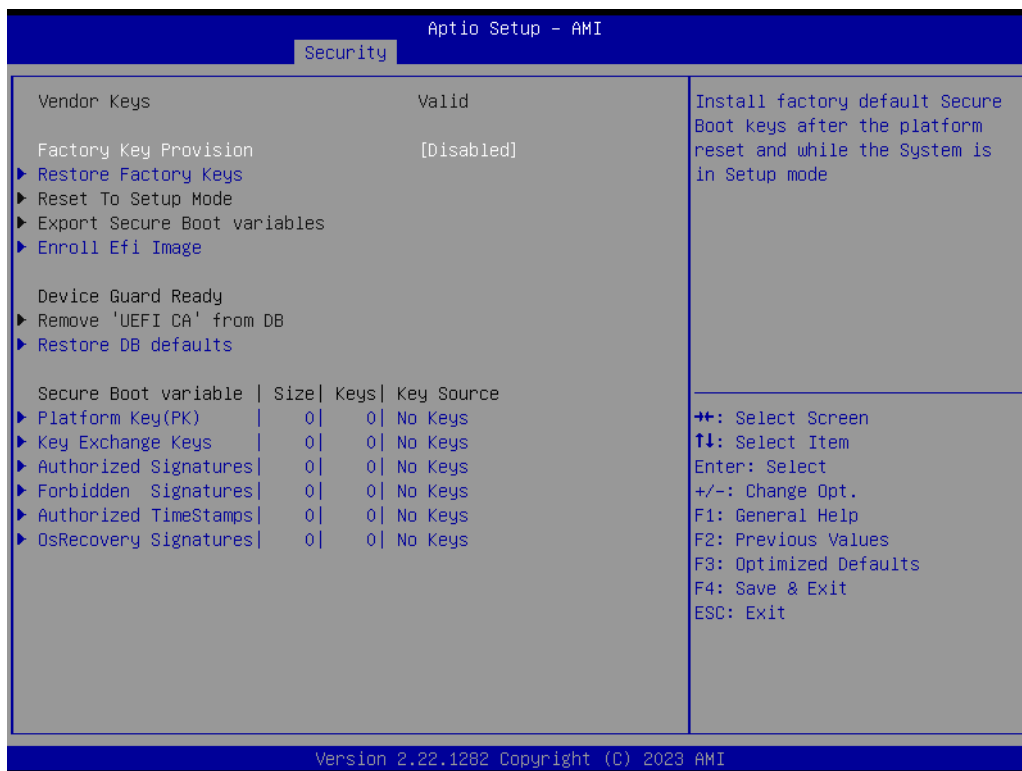 Aptio Setup - AMI
Security
Vendor Keys Valid
Factory Key Provision [Disabled]
Restore Factory Keys
Reset To Setup Mode
Export Secure Boot variables
Enroll Efi Image
Device Guard Ready
Remove 'UEFI CA' from DB
Restore DB defaults
Secure Boot variable | Size| Keys| Key Source
Platform Key(PK) | 0| 0| No Keys
Key Exchange Keys | 0| 0| No Keys
Authorized Signatures| 0| 0| No Keys
Forbidden Signatures| 0| 0| No Keys
Authorized TimeStamps| 0| 0| No Keys
OsRecovery Signatures| 0| 0| No Keys
Install factory default Secure
Boot keys after the platform
reset and while the System is
in Setup mode
→←: Select Screen
↑↓: Select Item
Enter: Select
+/-: Change Opt.
F1: General Help
F2: Previous Values
F3: Optimized Defaults
F4: Save & Exit
ESC: Exit
Version 2.22.1282 Copyright (C) 2023 AMI